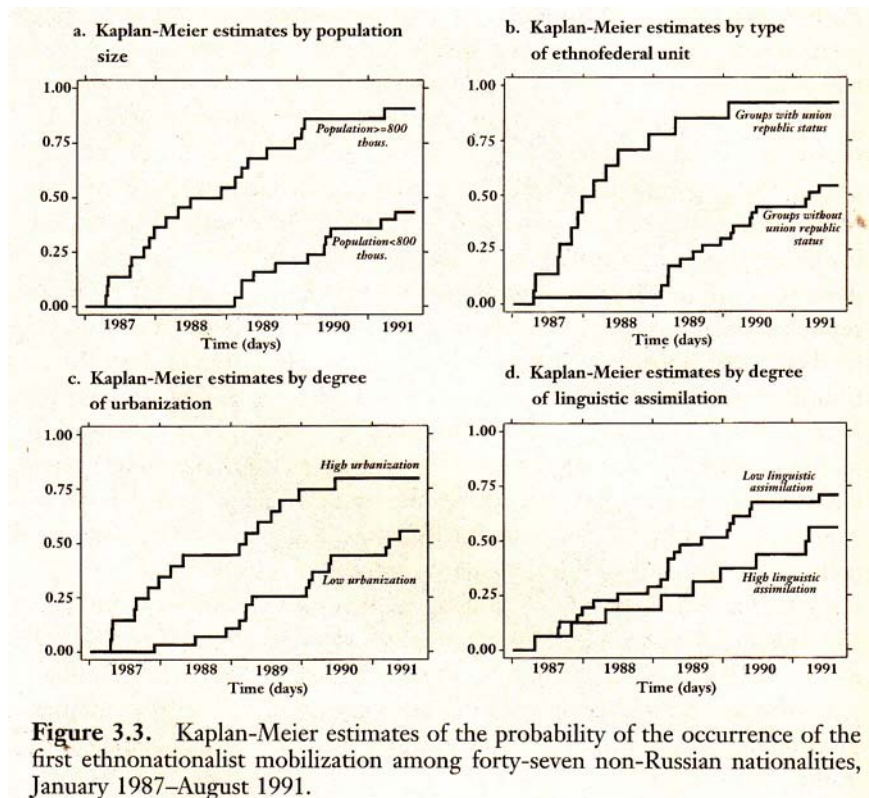 a. Kaplan-Meier estimates by population
size
1.00
0.75
0.50
0.25
0.00
Population>=800
thous.
Population<800
thous.
1987 1988 1989 1990 1991
Time (days)
b. Kaplan-Meier estimates by type
of ethnofederal unit
1.00
0.75
0.50
0.25
0.00
Groups with union
republic status
Groups without
union republic
status
1987 1988 1989 1990 1991
Time (days)
c. Kaplan-Meier estimates by degree
of urbanization
1.00
0.75
0.50
0.25
0.00
High urbanization
Low urbanization
1987 1988 1989 1990 1991
Time (days)
d. Kaplan-Meier estimates by degree
of linguistic assimilation
1.00
0.75
0.50
0.25
0.00
Low linguistic
assimilation
High linguistic
assimilation
1987 1988 1989 1990 1991
Time (days)
Figure 3.3. Kaplan-Meier estimates of the probability of the occurrence of the
first ethnonationalist mobilization among forty-seven non-Russian nationalities,
January 1987–August 1991.